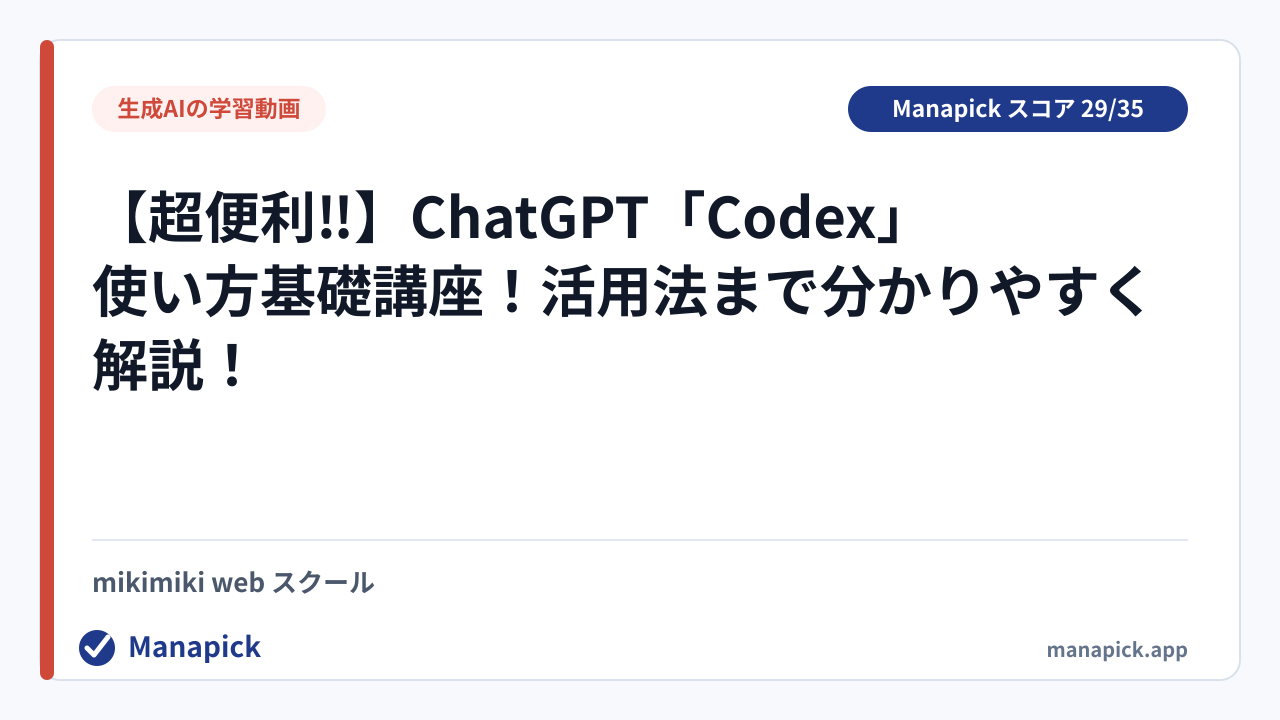 生成AIの学習動画
Manapick スコア 29/35
【超便利!!】ChatGPT「Codex」
使い方基礎講座！活用法まで分かりやすく
解説！
mikimiki web スクール
Manapick
manapick.app